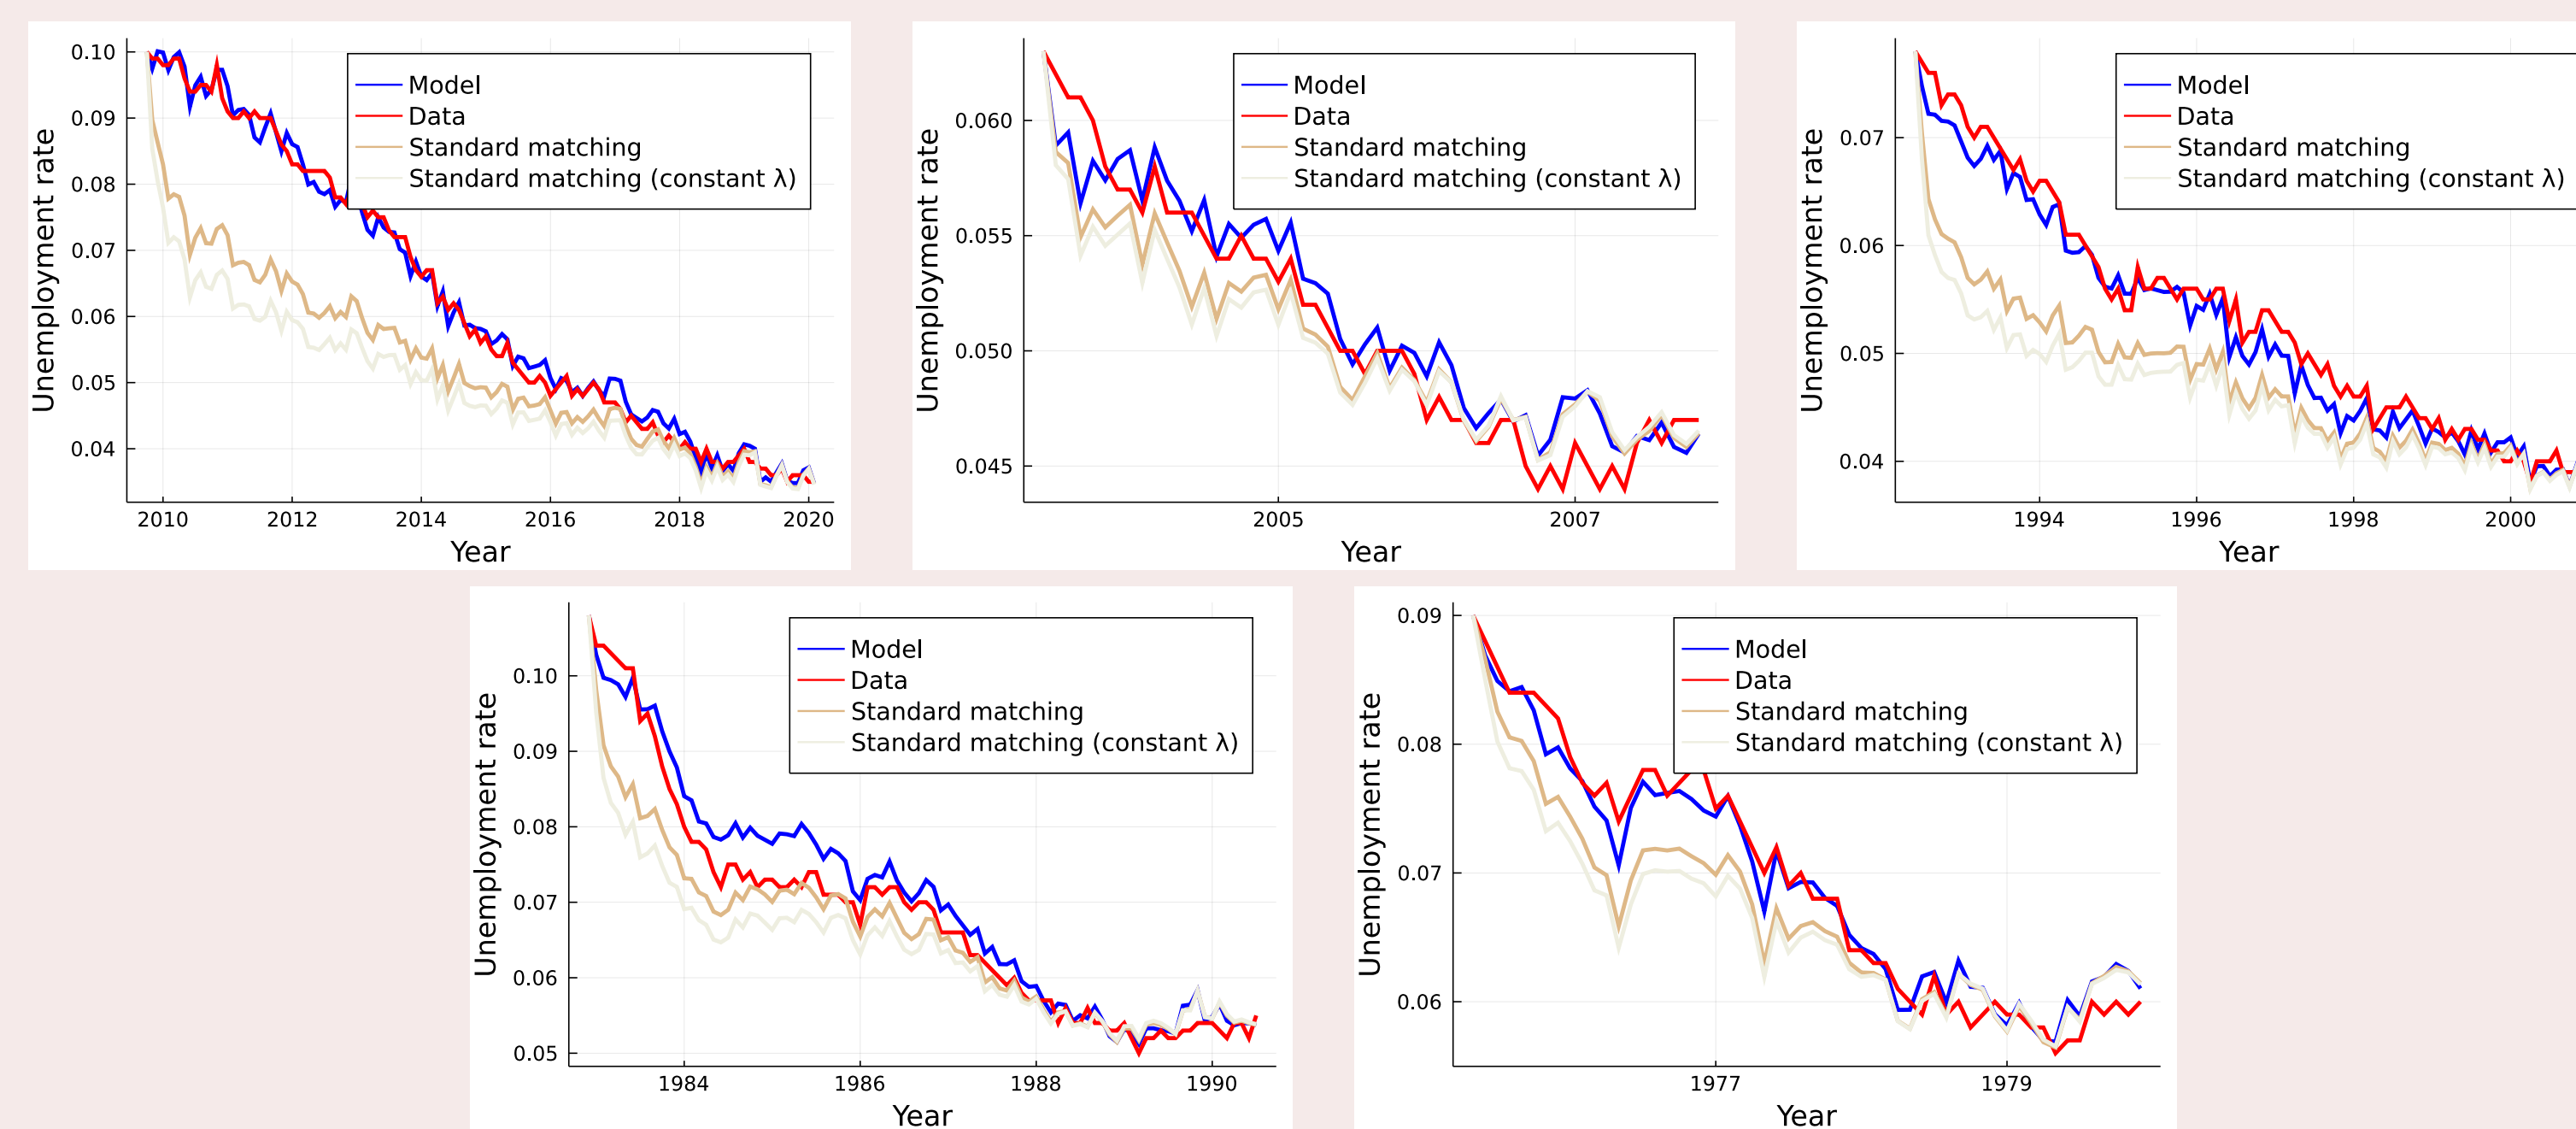 0.10
0.09
0.08
0.07
0.06
0.05
0.04
Unemployment rate
Model
Data
Standard matching
Standard matching (constant λ)
2010 2012 2014 2016 2018 2020
Year
0.060
0.055
0.050
0.045
Unemployment rate
Model
Data
Standard matching
Standard matching (constant λ)
2005 2007
Year
0.07
0.06
0.05
0.04
Unemployment rate
Model
Data
Standard matching
Standard matching (constant λ)
1994 1996 1998 2000
Year
0.10
0.09
0.08
0.07
0.06
0.05
Unemployment rate
Model
Data
Standard matching
Standard matching (constant λ)
1984 1986 1988 1990
Year
0.09
0.08
0.07
0.06
Unemployment rate
Model
Data
Standard matching
Standard matching (constant λ)
1977 1979
Year